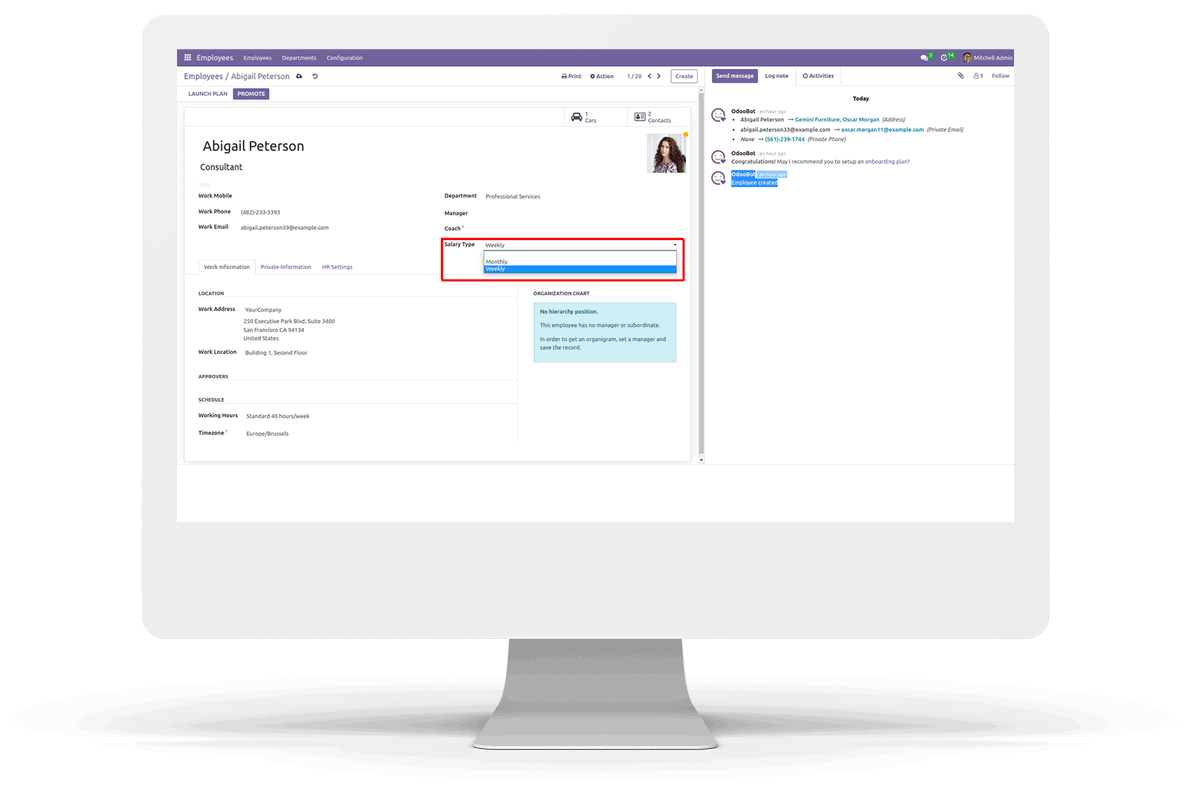 Employees Employees Departments Configuration 5 14 Mitchell Admin
Employees / Abigail Peterson Print Action 1 / 20 Create
LAUNCH PLAN PROMOTE
1 Cars
2 Contacts
Abigail Peterson
Consultant
Tags
Work Mobile
Work Phone (482)-233-3393
Work Email abigail.peterson39@example.com
Department Professional Services
Manager
Coach ?
Salary Type Weekly
Monthly
Weekly
Work Information Private Information HR Settings
LOCATION
Work Address YourCompany
250 Executive Park Blvd, Suite 3400
San Francisco CA 94134
United States
Work Location Building 1, Second Floor
APPROVERS
SCHEDULE
Working Hours Standard 40 hours/week
Timezone ? Europe/Brussels
ORGANIZATION CHART
No hierarchy position.
This employee has no manager or subordinate.
In order to get an organigram, set a manager and
save the record.
Send message Log note Activities 1 Follow
Today
OdooBot - an hour ago
• Abigail Peterson → Gemini Furniture, Oscar Morgan (Address)
• abigail.peterson33@example.com → oscar.morgan11@example.com (Private Email)
• None → (561)-239-1744 (Private Phone)
OdooBot - an hour ago
Congratulations! May I recommend you to setup an onboarding plan?
OdooBot - an hour ago
Employee created